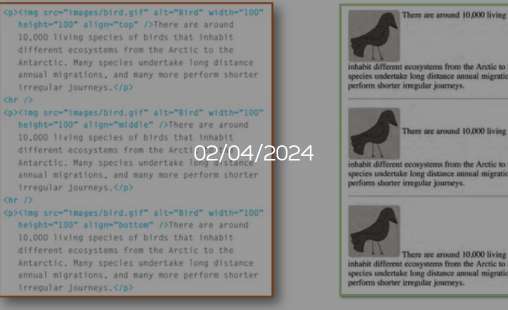 <p><img src="images/bird.gif" alt="Bird" width="100"
height="100" align="top" />There are around
10,000 living species of birds that inhabit
different ecosystems from the Arctic to the
Antarctic. Many species undertake long distance
annual migrations, and many more perform shorter
irregular journeys.</p>
<hr />
<p><img src="images/bird.gif" alt="Bird" width="100"
height="100" align="middle" />There are around
10,000 living species of birds that inhabit
different ecosystems from the Arctic to the
Antarctic. Many species undertake long distance
annual migrations, and many more perform shorter
irregular journeys.</p>
<hr />
<p><img src="images/bird.gif" alt="Bird" width="100"
height="100" align="bottom" />There are around
10,000 living species of birds that inhabit
different ecosystems from the Arctic to the
Antarctic. Many species undertake long distance
annual migrations, and many more perform shorter
irregular journeys.</p>
02/04/2024
There are around 10,000 living
inhabit different ecosystems from the Arctic to
species undertake long distance annual migratio
perform shorter irregular journeys.
There are around 10,000 living
inhabit different ecosystems from the Arctic to
species undertake long distance annual migratio
perform shorter irregular journeys.
There are around 10,000 living
inhabit different ecosystems from the Arctic to
species undertake long distance annual migratio
perform shorter irregular journeys.